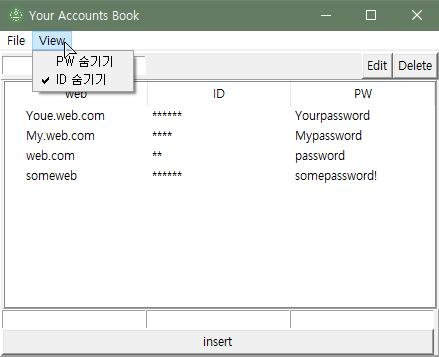 Your Accounts Book
File View
PW 숨기기
ID 숨기기
Edit Delete
web ID PW
Youe.web.com ****** Yourpassword
My.web.com **** Mypassword
web.com ** password
someweb ****** somepassword!
insert